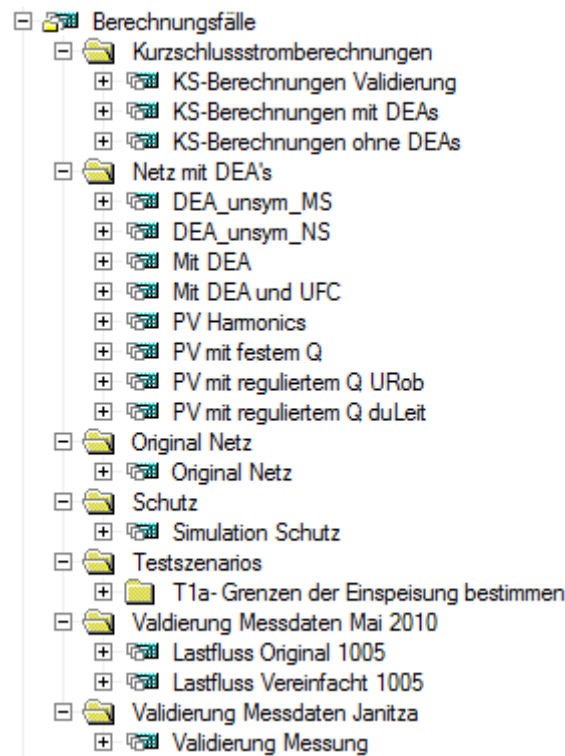 Berechnungsfälle
Kurzschlussstromberechnungen
KS-Berechnungen Validierung
KS-Berechnungen mit DEAs
KS-Berechnungen ohne DEAs
Netz mit DEA's
DEA_unsym_MS
DEA_unsym_NS
Mit DEA
Mit DEA und UFC
PV Harmonics
PV mit festem Q
PV mit reguliertem Q URob
PV mit reguliertem Q duLeit
Original Netz
Original Netz
Schutz
Simulation Schutz
Testszenarios
T1a- Grenzen der Einspeisung bestimmen
Valdierung Messdaten Mai 2010
Lastfluss Original 1005
Lastfluss Vereinfacht 1005
Validierung Messdaten Janitza
Validierung Messung